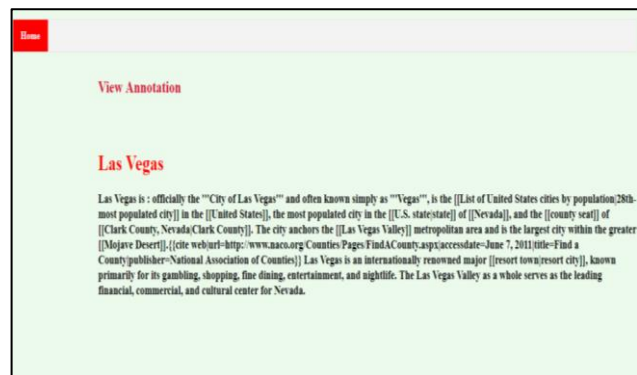 Home
View Annotation
Las Vegas
Las Vegas is : officially the '''City of Las Vegas''' and often known simply as '''Vegas''', is the [[List of United States cities by population|28th-
most populated city]] in the [[United States]], the most populated city in the [[U.S. state|state]] of [[Nevada]], and the [[county seat]] of
[[Clark County, Nevada|Clark County]]. The city anchors the [[Las Vegas Valley]] metropolitan area and is the largest city within the greater
[[Mojave Desert]].{{cite web|url=http://www.naco.org/Counties/Pages/FindACounty.aspx|accessdate=June 7, 2011|title=Find a
County|publisher=National Association of Counties}} Las Vegas is an internationally renowned major [[resort town|resort city]], known
primarily for its gambling, shopping, fine dining, entertainment, and nightlife. The Las Vegas Valley as a whole serves as the leading
financial, commercial, and cultural center for Nevada.